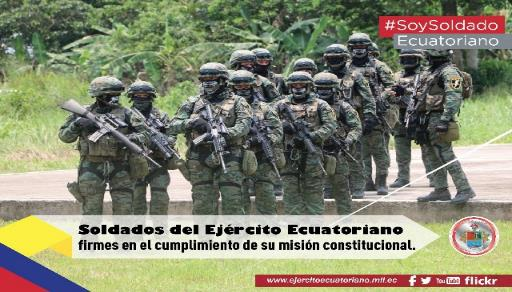 #SoySoldado
Ecuatoriano
Soldados del Ejército Ecuatoriano
firmes en el cumplimiento de su misión constitucional.
www.ejercitoecuatoriano.mil.ec
YouTube flickr